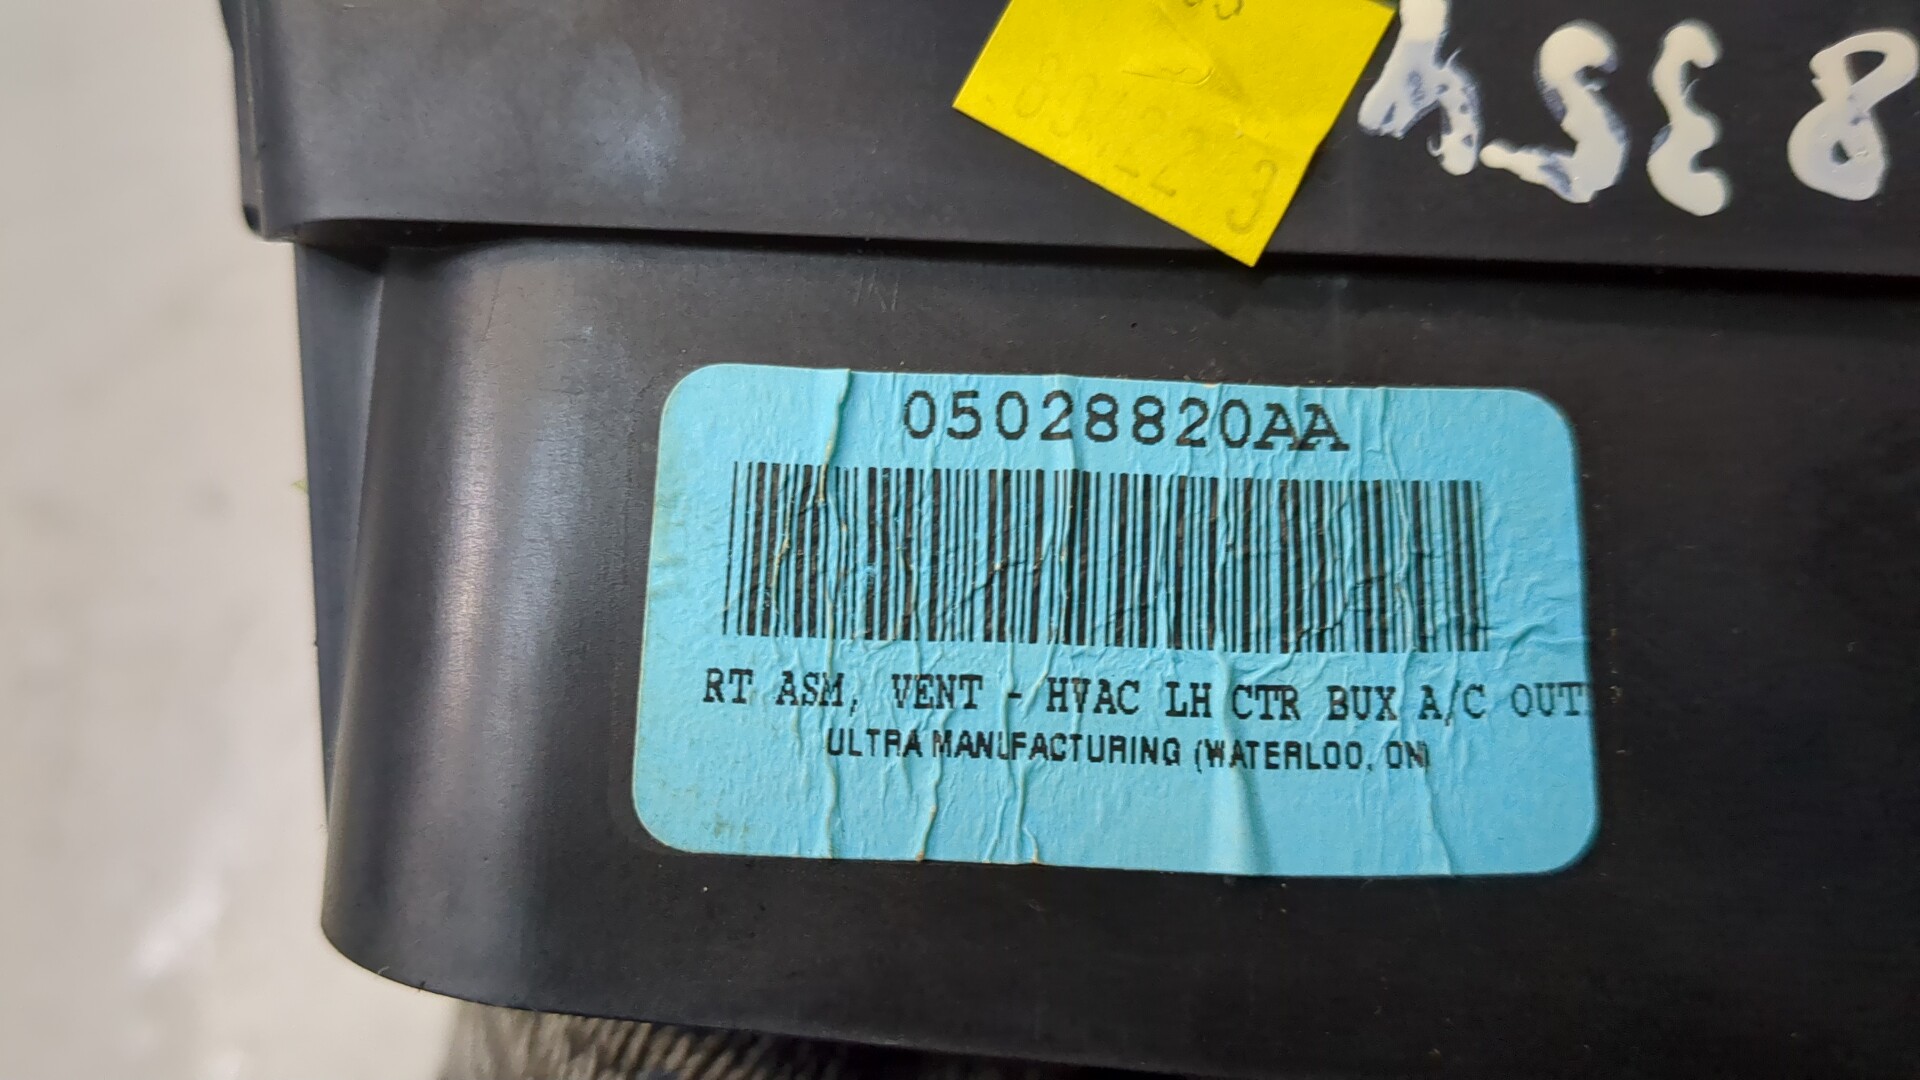 05028820AA
RT ASM, VENT - HVAC LH CTR BUX A/C OUT
ULTRA MANUFACTURING (WATERLOO, ON)